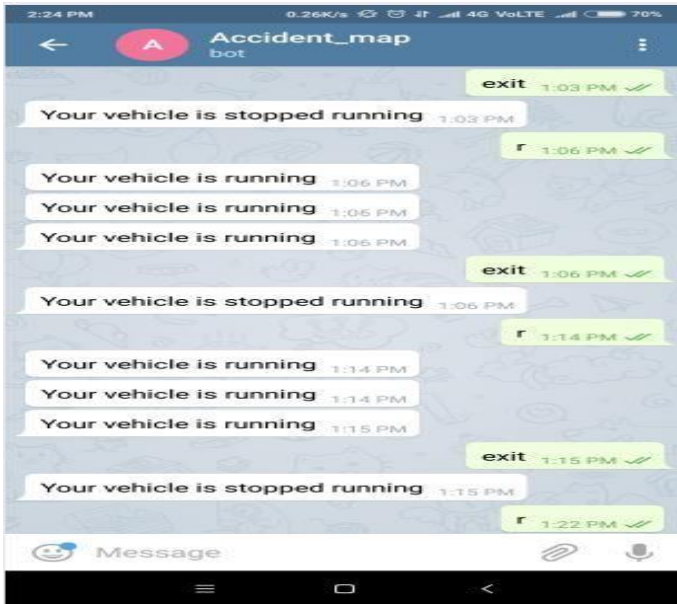 2:24 PM 0.26K/s 4G VoLTE 70%
A Accident_map
bot
exit 1:03 PM
Your vehicle is stopped running 1:03 PM
r 1:06 PM
Your vehicle is running 1:06 PM
Your vehicle is running 1:06 PM
Your vehicle is running 1:06 PM
exit 1:06 PM
Your vehicle is stopped running 1:06 PM
r 1:14 PM
Your vehicle is running 1:14 PM
Your vehicle is running 1:14 PM
Your vehicle is running 1:15 PM
exit 1:15 PM
Your vehicle is stopped running 1:15 PM
r 1:22 PM
Message